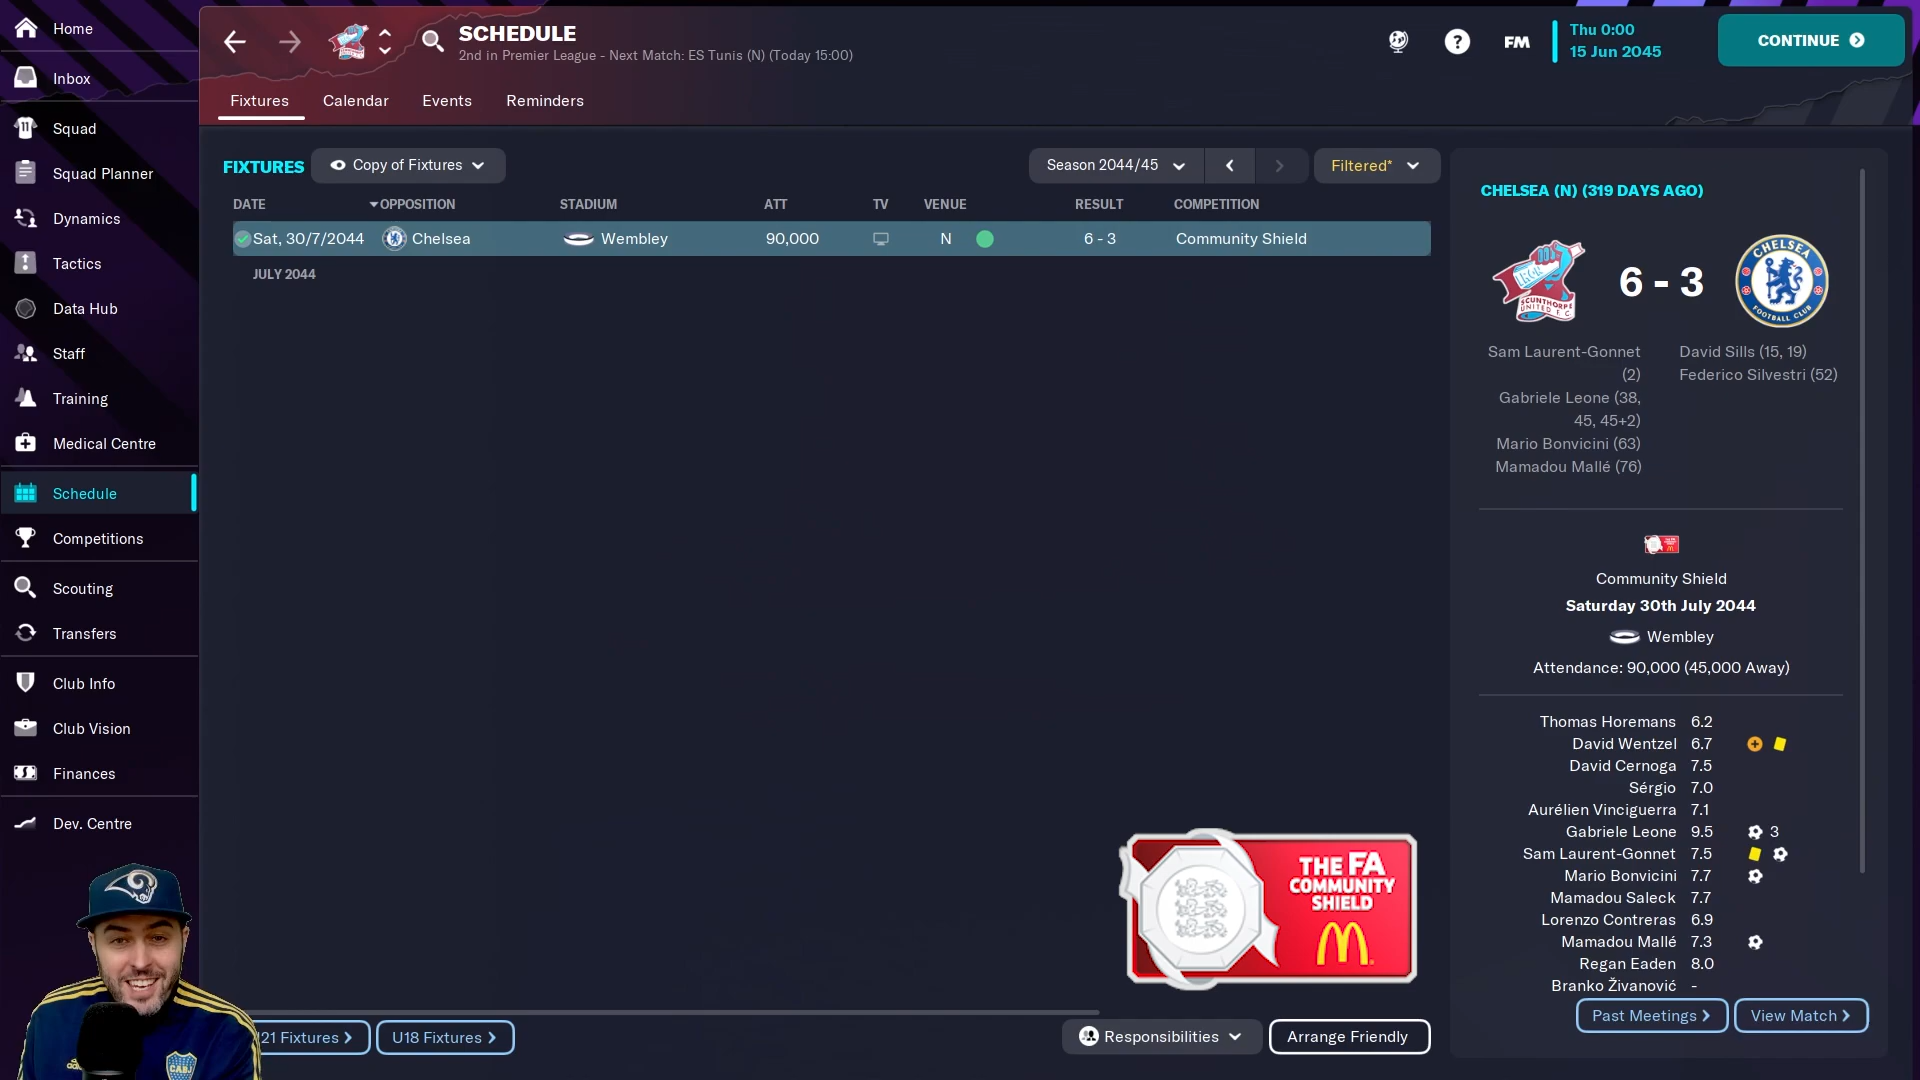 Home
Inbox
Squad
Squad Planner
Dynamics
Tactics
Data Hub
Staff
Training
Medical Centre
Schedule
Competitions
Scouting
Transfers
Club Info
Club Vision
Finances
Dev. Centre
SCHEDULE
2nd in Premier League - Next Match: ES Tunis (N) (Today 15:00)
?
FM
Thu 0:00
15 Jun 2045
CONTINUE
Fixtures
Calendar
Events
Reminders
FIXTURES
Copy of Fixtures
Season 2044/45
Filtered*
DATE OPPOSITION STADIUM ATT TV VENUE RESULT COMPETITION
Sat, 30/7/2044 Chelsea Wembley 90,000 N 6 - 3 Community Shield
JULY 2044
THE FA
COMMUNITY
SHIELD
21 Fixtures
U18 Fixtures
Responsibilities
Arrange Friendly
CHELSEA (N) (319 DAYS AGO)
IRON
SCUNTHORPE
UNITED F.C
6 - 3
CHELSEA
FOOTBALL CLUB
Sam Laurent-Gonnet
(2)
Gabriele Leone (38,
45, 45+2)
Mario Bonvicini (63)
Mamadou Mallé (76)
David Sills (15, 19)
Federico Silvestri (52)
Community Shield
Saturday 30th July 2044
Wembley
Attendance: 90,000 (45,000 Away)
Thomas Horemans 6.2
David Wentzel 6.7
David Cernoga 7.5
Sérgio 7.0
Aurélien Vinciguerra 7.1
Gabriele Leone 9.5 3
Sam Laurent-Gonnet 7.5
Mario Bonvicini 7.7
Mamadou Saleck 7.7
Lorenzo Contreras 6.9
Mamadou Mallé 7.3
Regan Eaden 8.0
Branko Živanović -
Past Meetings
View Match
CABJ